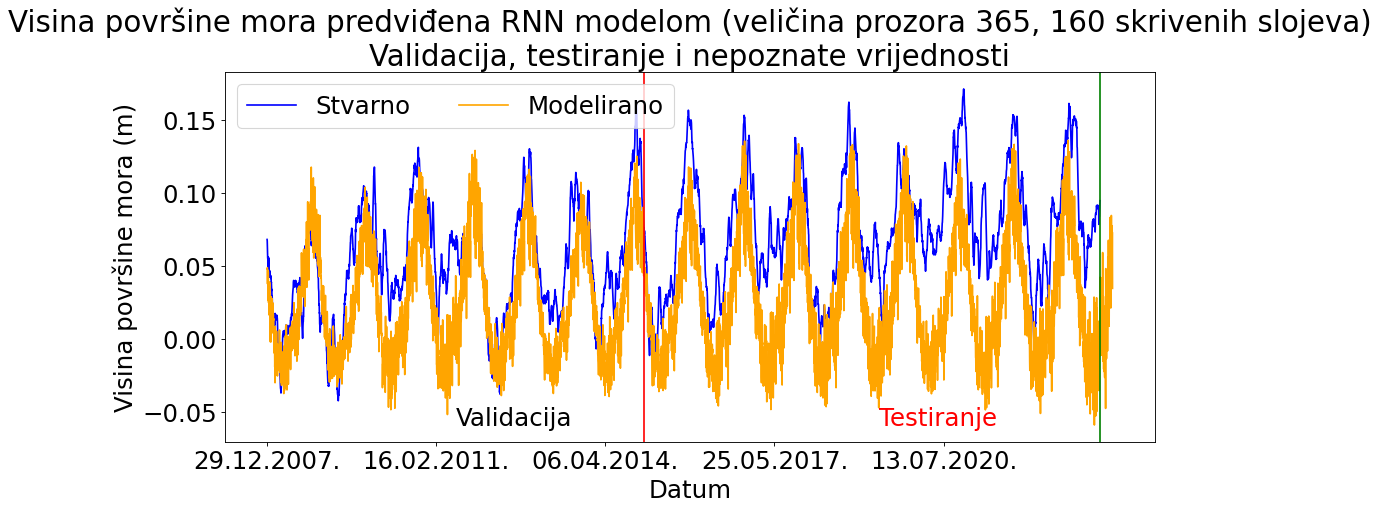 Visina površine mora predviđena RNN modelom (veličina prozora 365, 160 skrivenih slojeva)
Validacija, testiranje i nepoznate vrijednosti
Stvarno
Modelirano
Visina površine mora (m)
0.15
0.10
0.05
0.00
−0.05
Validacija
Testiranje
29.12.2007.
16.02.2011.
06.04.2014.
25.05.2017.
13.07.2020.
Datum